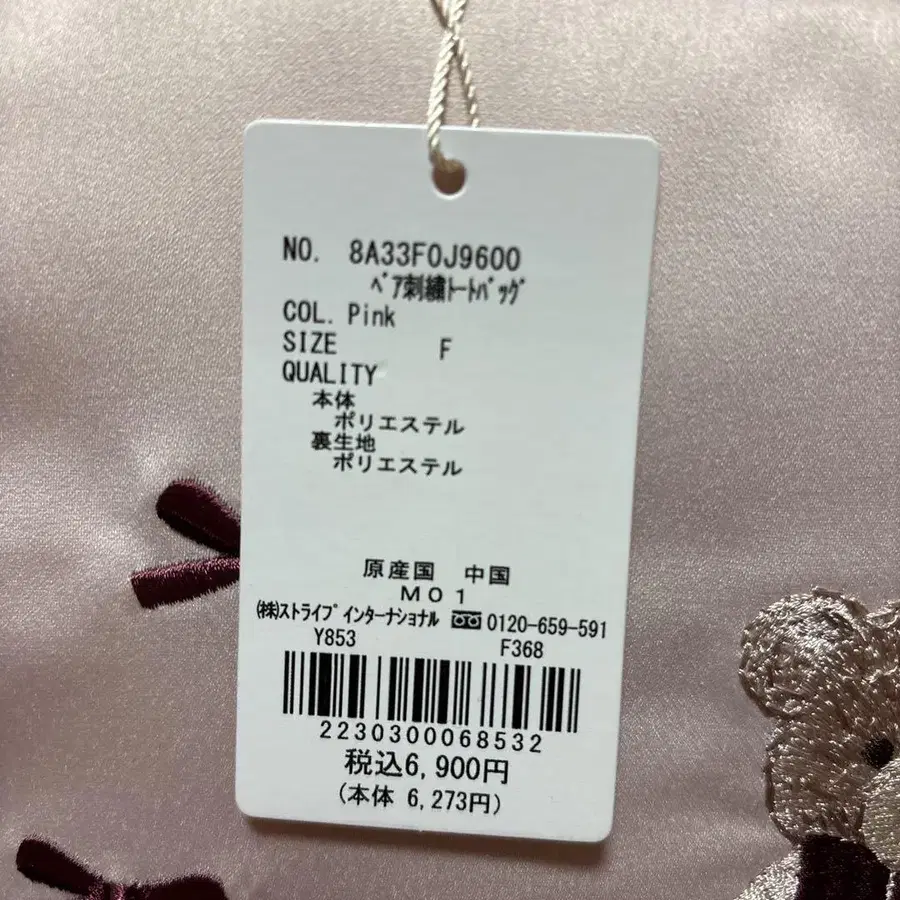 NO. 8A33F0J9600
ﾍﾞｱ刺繍ﾄｰﾄﾊﾞｯｸﾞ
COL. Pink
SIZE F
QUALITY
本体
ポリエステル
裏生地
ポリエステル
原産国 中国
M01
㈱ｽﾄﾗｲﾌﾟｲﾝﾀｰﾅｼｮﾅﾙ 0120-659-591
Y853 F368
2230300068532
税込6,900円
(本体 6,273円)